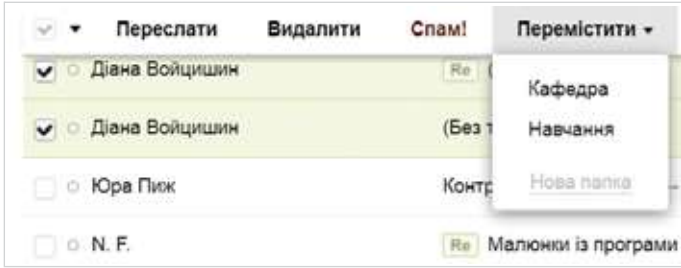 Переслати Видалити Спам! Перемістити
Діана Войцишин Re
Кафедра
Діана Войцишин (Без т
Навчання
Юра Пиж Контр
Нова папка
N. F. Re Малюнки із програми